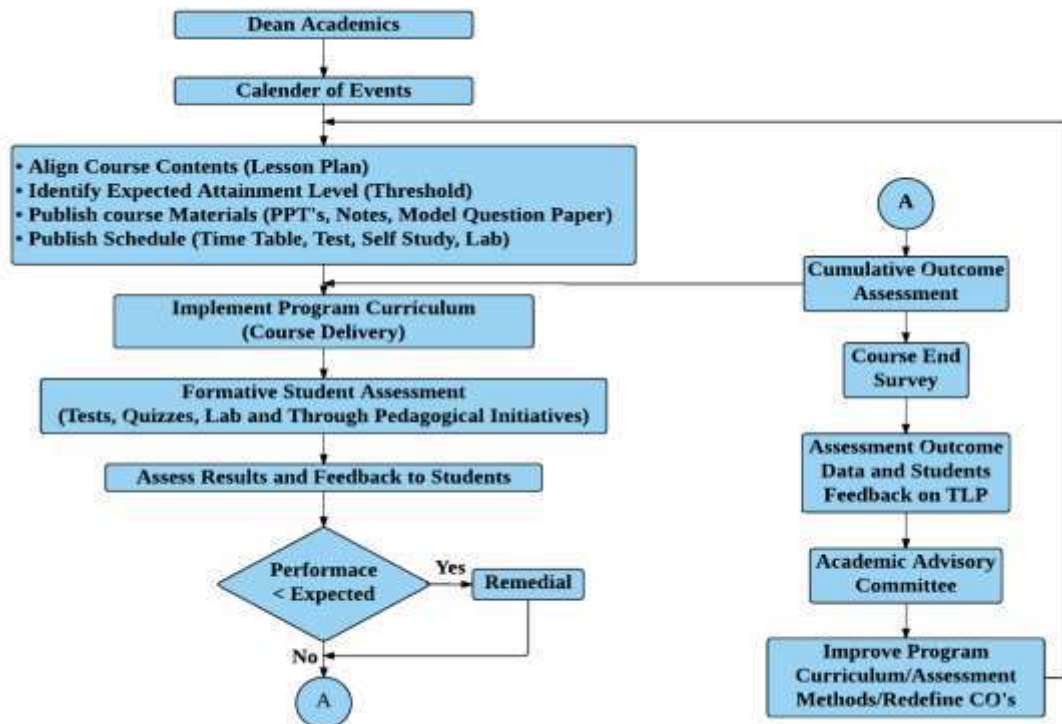 Dean Academics
Calender of Events
• Align Course Contents (Lesson Plan)
• Identify Expected Attainment Level (Threshold)
• Publish course Materials (PPT's, Notes, Model Question Paper)
• Publish Schedule (Time Table, Test, Self Study, Lab)
Implement Program Curriculum
(Course Delivery)
Formative Student Assessment
(Tests, Quizzes, Lab and Through Pedagogical Initiatives)
Assess Results and Feedback to Students
Performace
< Expected
Yes
Remedial
No
A
A
Cumulative Outcome
Assessment
Course End
Survey
Assessment Outcome
Data and Students
Feedback on TLP
Academic Advisory
Committee
Improve Program
Curriculum/Assessment
Methods/Redefine CO's